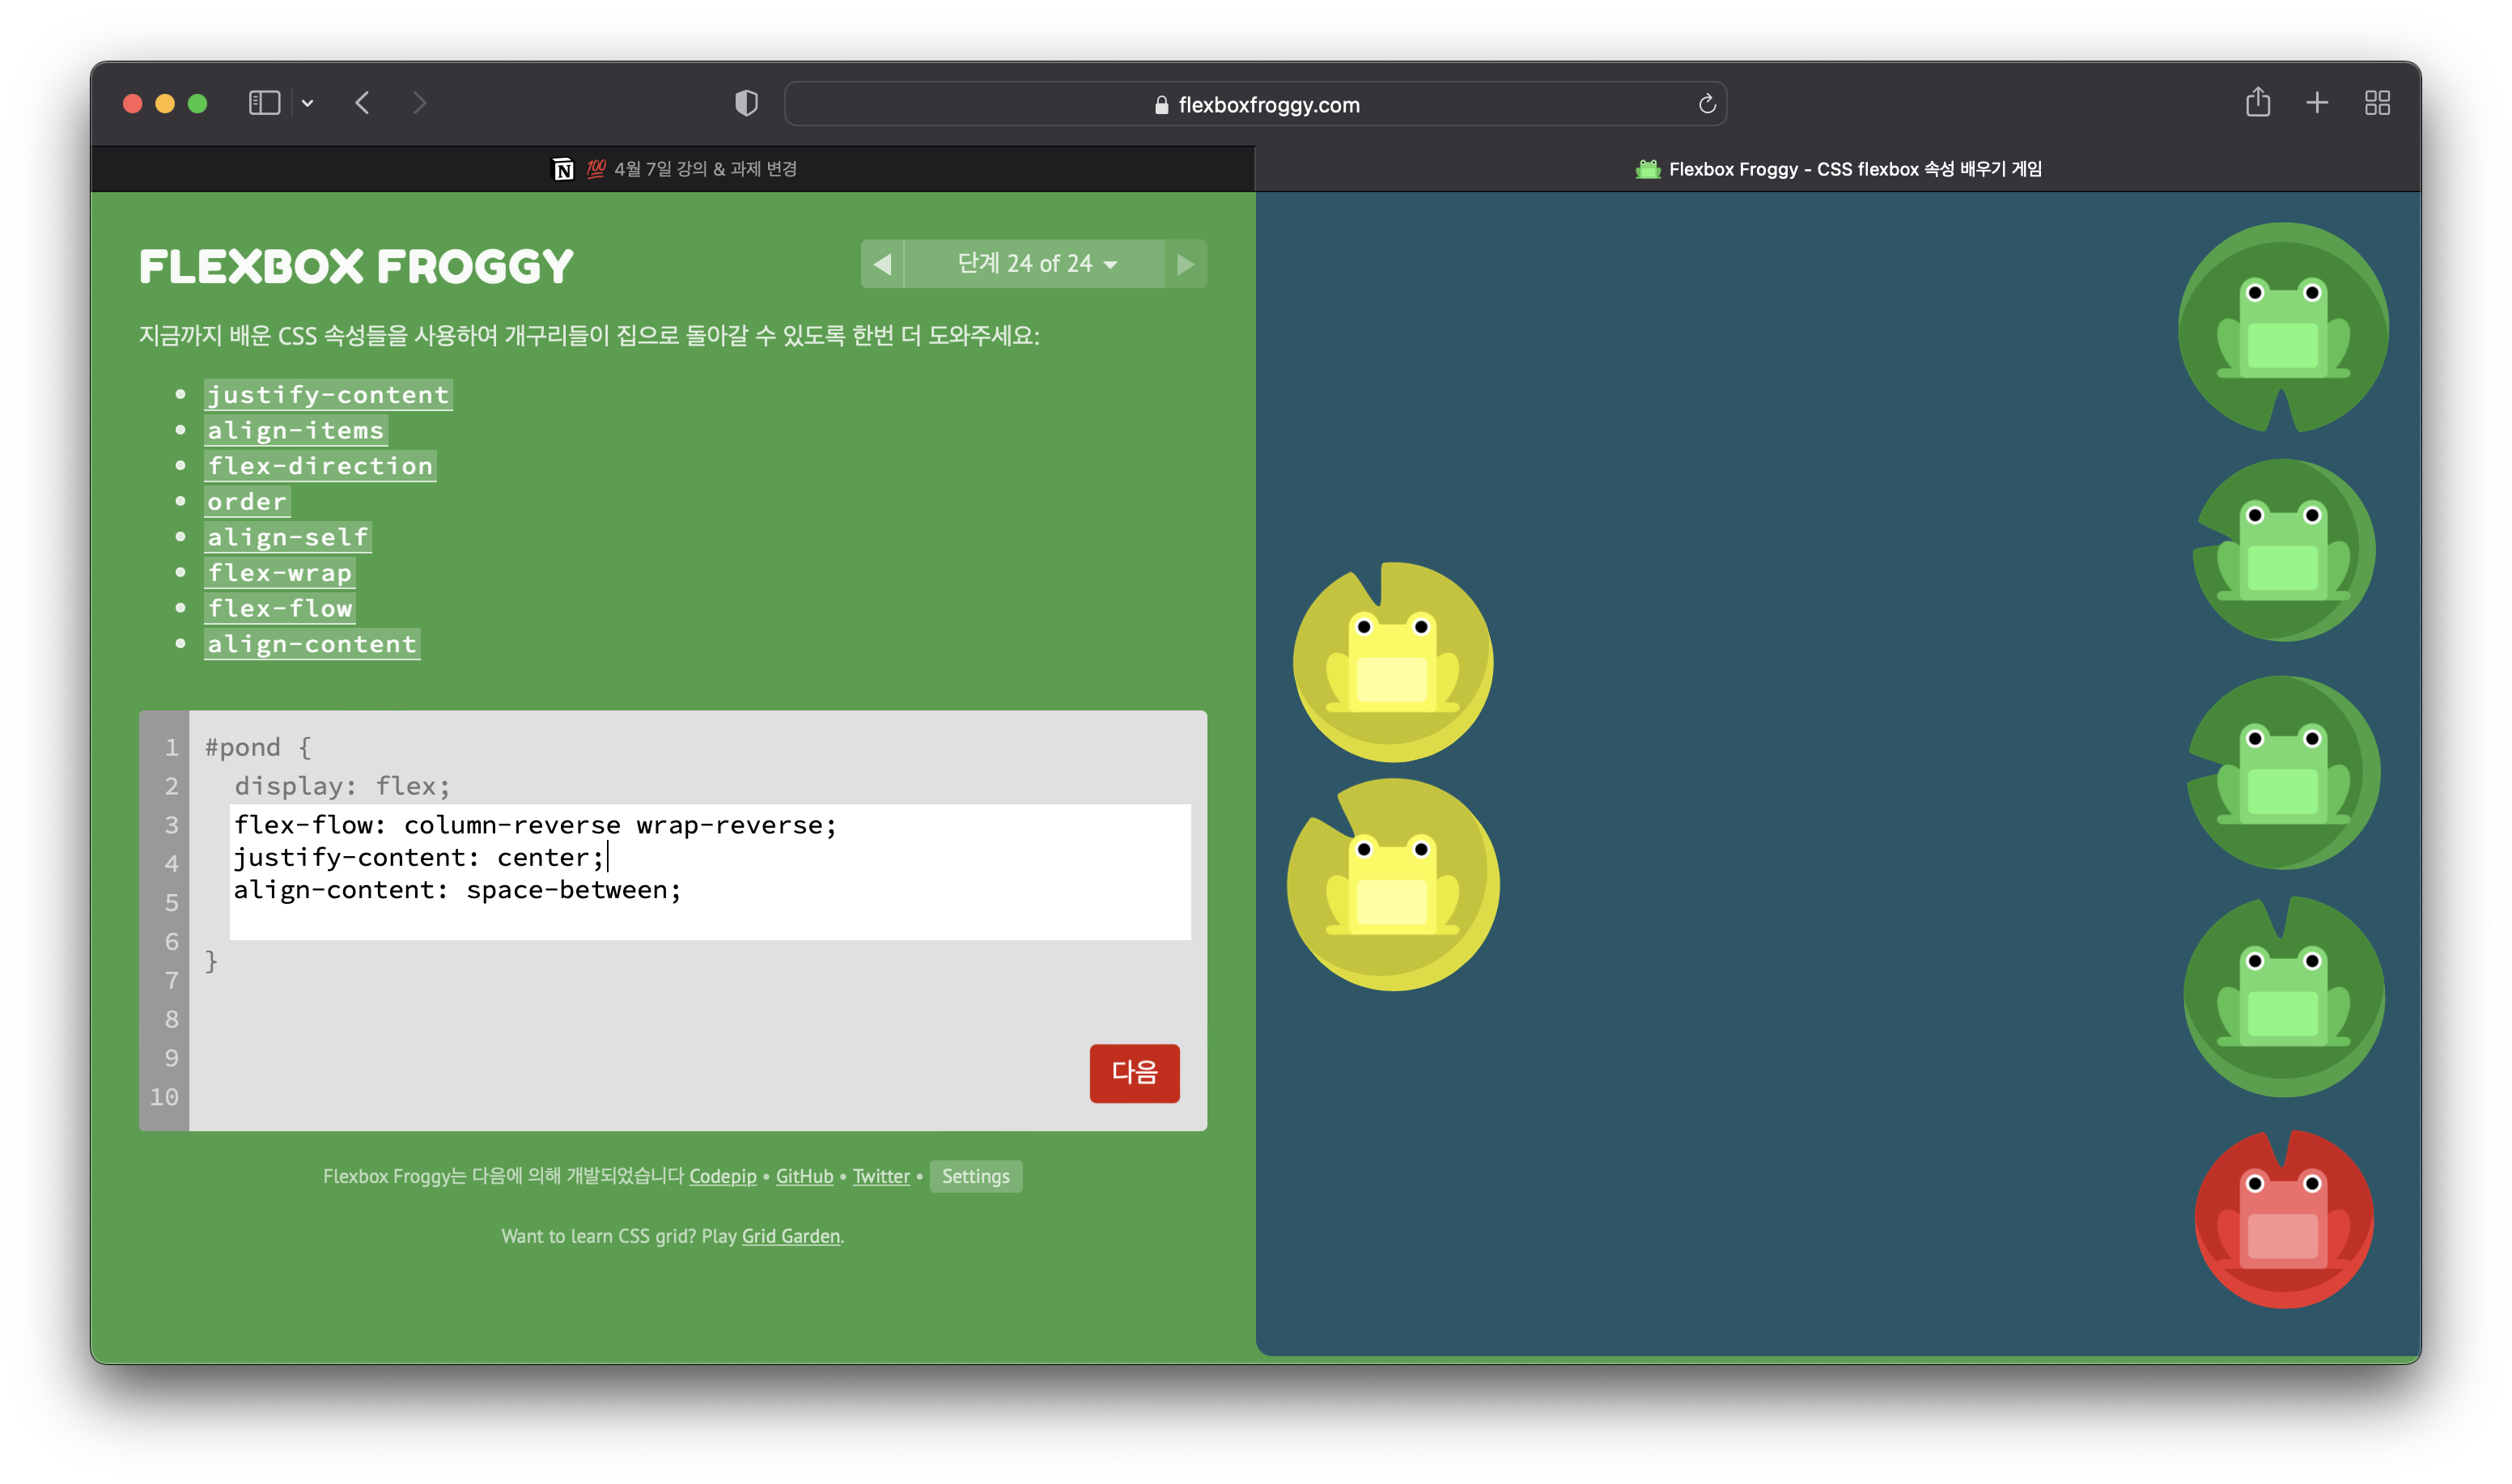 flexboxfroggy.com
N 💯 4월 7일 강의 & 과제 변경
Flexbox Froggy - CSS flexbox 속성 배우기 게임
FLEXBOX FROGGY
단계 24 of 24
지금까지 배운 CSS 속성들을 사용하여 개구리들이 집으로 돌아갈 수 있도록 한번 더 도와주세요:
justify-content
align-items
flex-direction
order
align-self
flex-wrap
flex-flow
align-content
1 #pond {
2 display: flex;
3 flex-flow: column-reverse wrap-reverse;
4 justify-content: center;
5 align-content: space-between;
6
7 }
8
9
10
다음
Flexbox Froggy는 다음에 의해 개발되었습니다 Codepip • GitHub • Twitter • Settings
Want to learn CSS grid? Play Grid Garden.